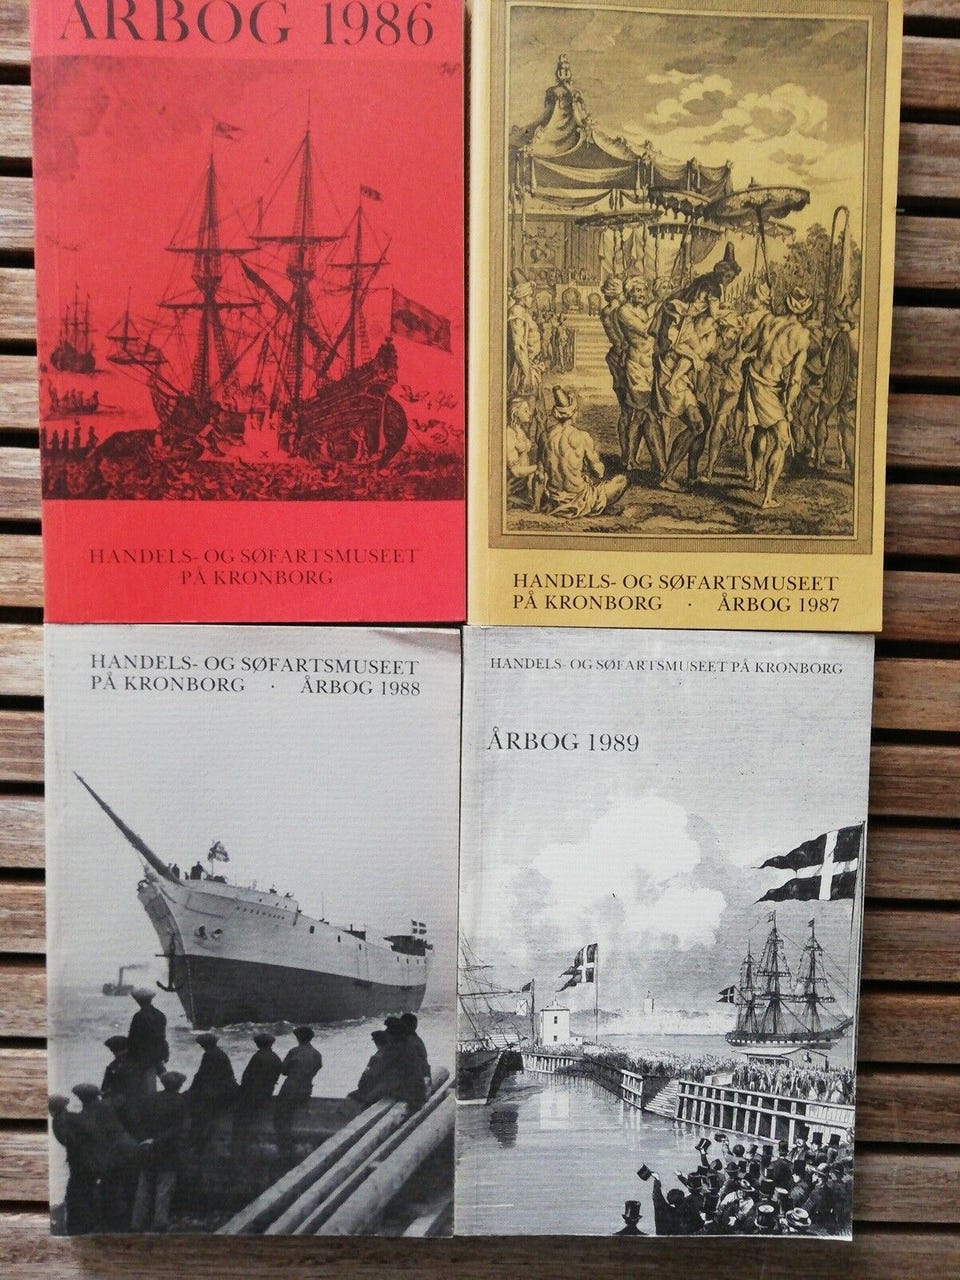 ÅRBOG 1986
HANDELS- OG SØFARTSMUSEET
PÅ KRONBORG
HANDELS- OG SØFARTSMUSEET
PÅ KRONBORG · ÅRBOG 1987
HANDELS- OG SØFARTSMUSEET
PÅ KRONBORG · ÅRBOG 1988
HANDELS- OG SØFARTSMUSEET PÅ KRONBORG
ÅRBOG 1989